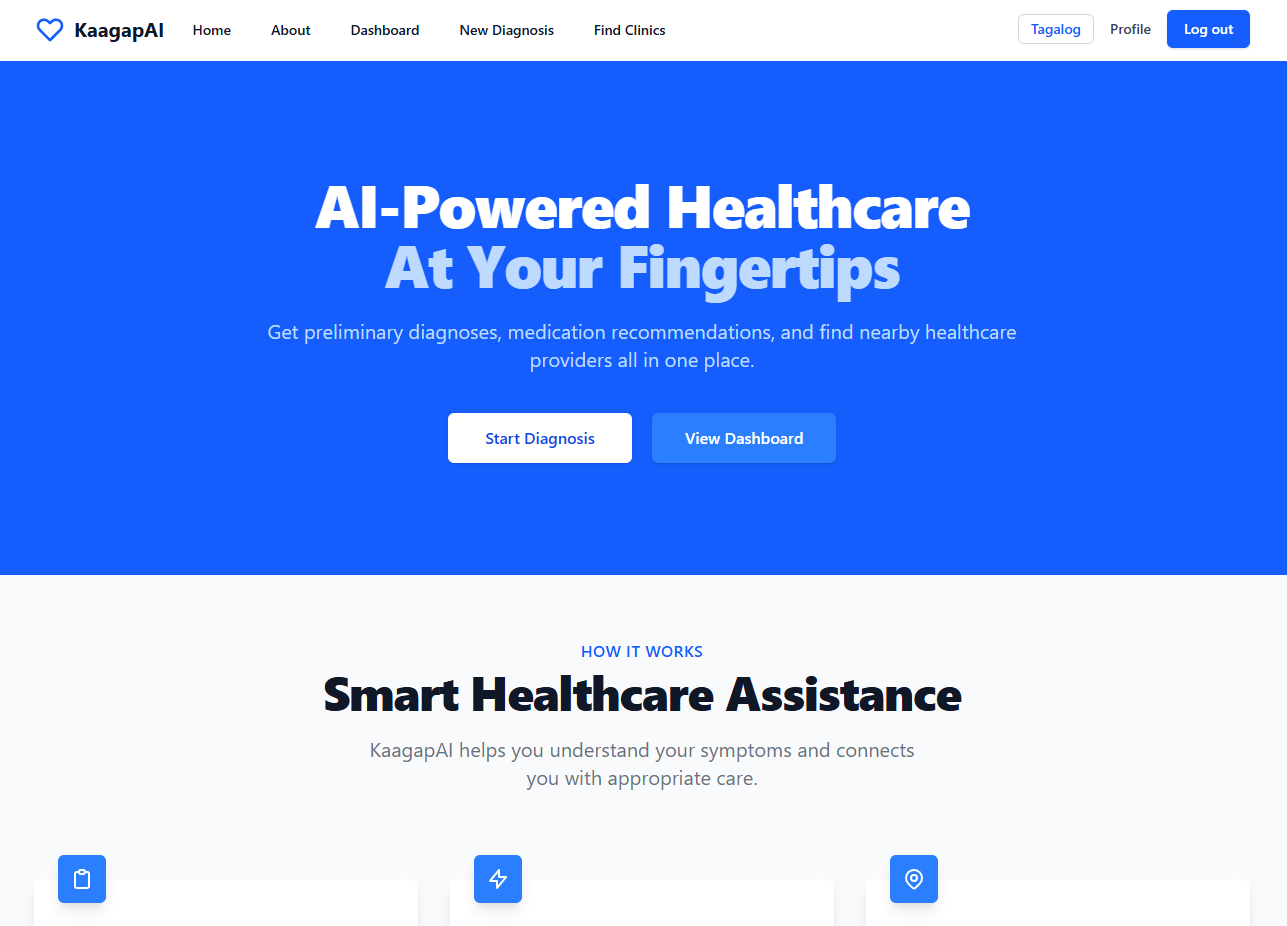 KaagapAI
Home
About
Dashboard
New Diagnosis
Find Clinics
Tagalog
Profile
Log out
AI-Powered Healthcare
At Your Fingertips
Get preliminary diagnoses, medication recommendations, and find nearby healthcare
providers all in one place.
Start Diagnosis
View Dashboard
HOW IT WORKS
Smart Healthcare Assistance
KaagapAI helps you understand your symptoms and connects
you with appropriate care.